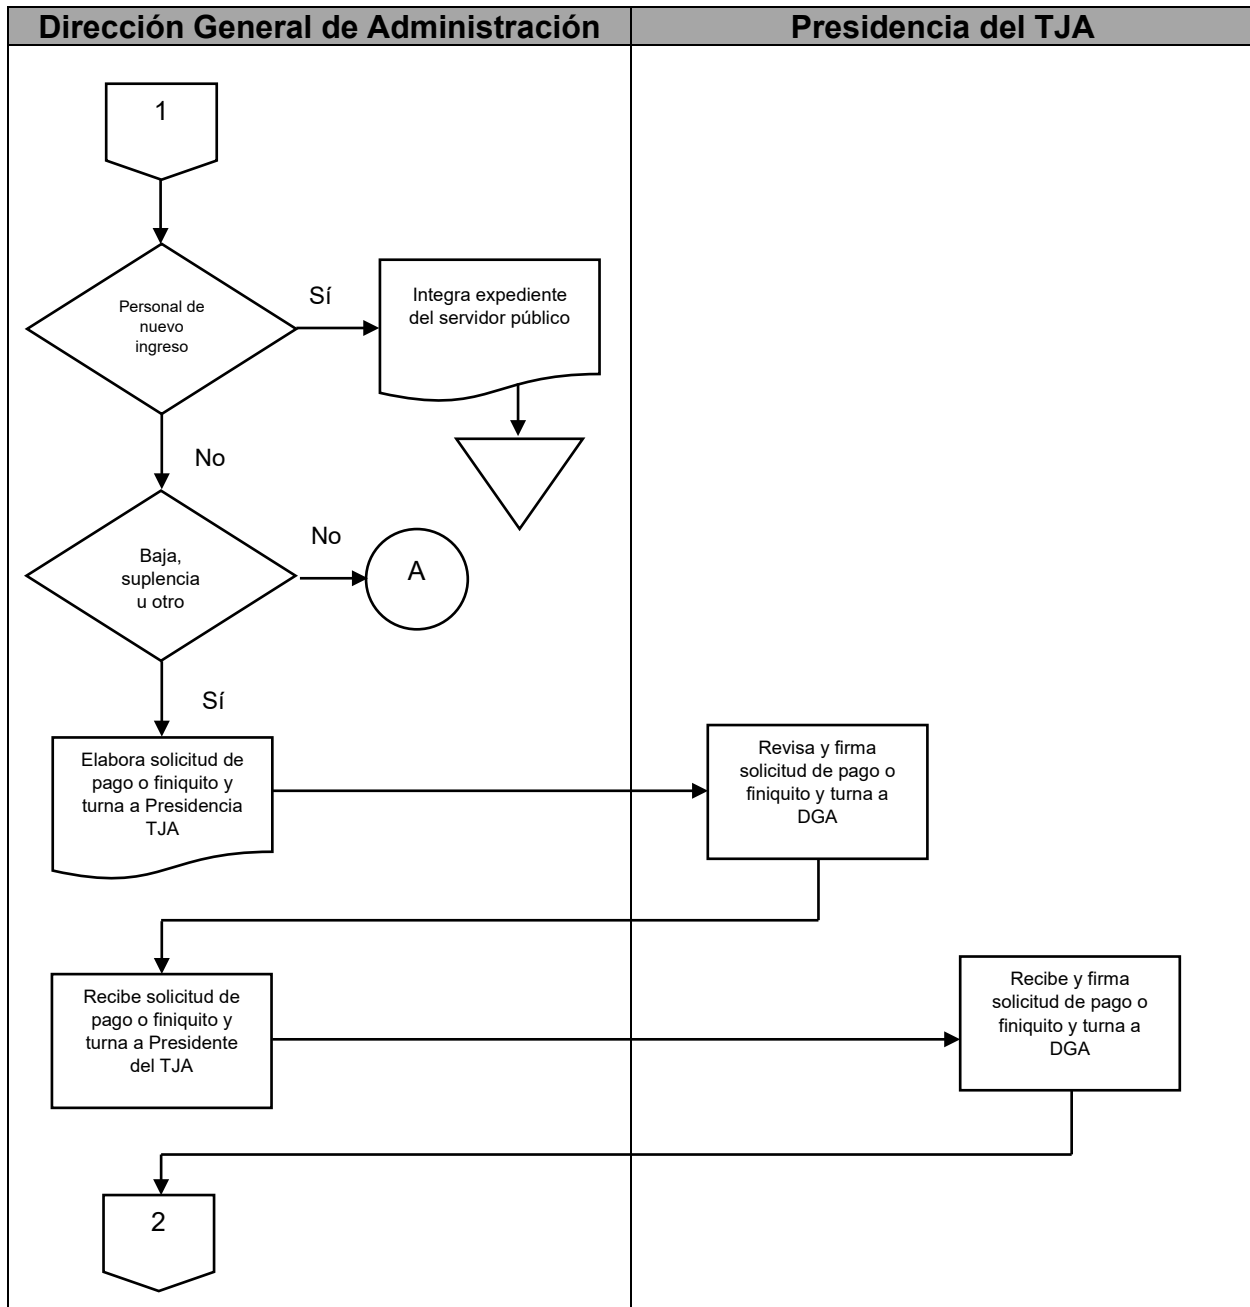 Dirección General de Administración
Presidencia del TJA
1
Personal de
nuevo
ingreso
Sí
Integra expediente
del servidor público
No
Baja,
suplencia
u otro
No
A
Sí
Elabora solicitud de
pago o finiquito y
turna a Presidencia
TJA
Revisa y firma
solicitud de pago o
finiquito y turna a
DGA
Recibe solicitud de
pago o finiquito y
turna a Presidente
del TJA
Recibe y firma
solicitud de pago o
finiquito y turna a
DGA
2